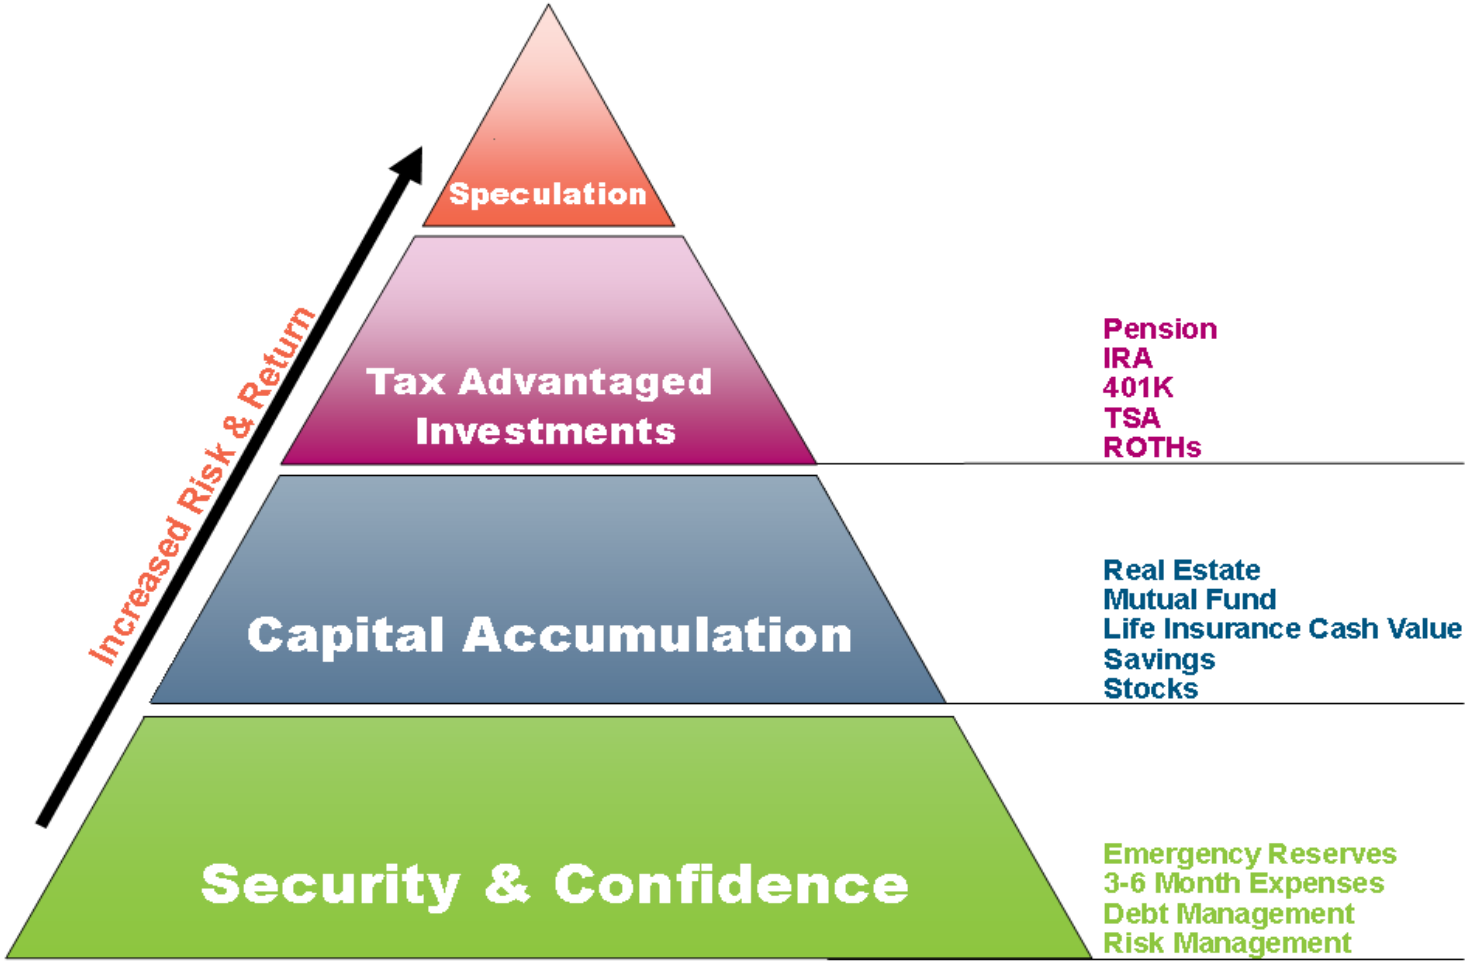 Speculation
Increased Risk & Return
Tax Advantaged
Investments
Pension
IRA
401K
TSA
ROTHs
Capital Accumulation
Real Estate
Mutual Fund
Life Insurance Cash Value
Savings
Stocks
Security & Confidence
Emergency Reserves
3-6 Month Expenses
Debt Management
Risk Management